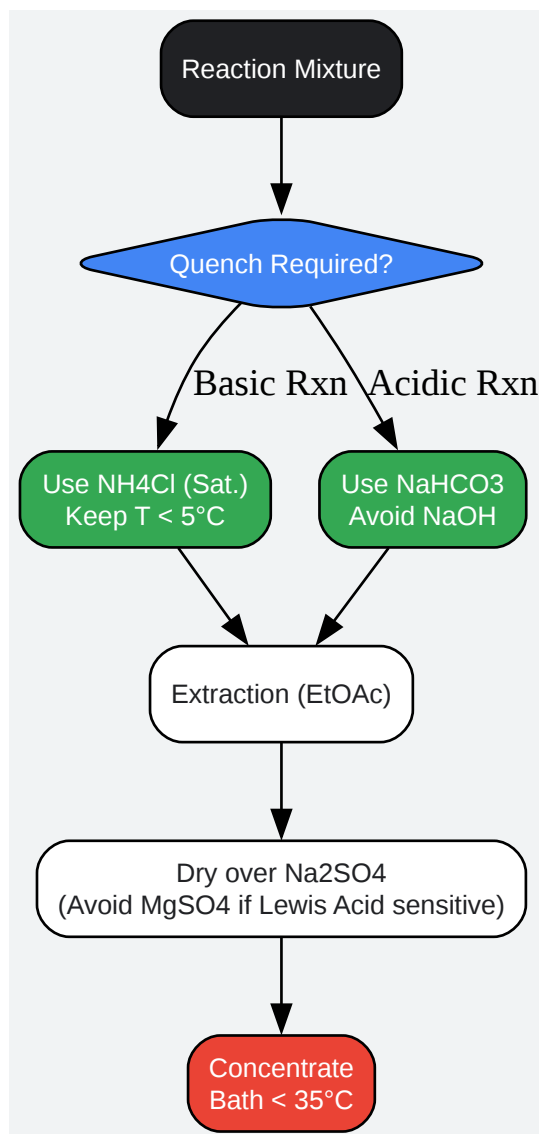 Reaction Mixture
Quench Required?
Basic Rxn
Acidic Rxn
Use NH4Cl (Sat.)
Keep T < 5°C
Use NaHCO3
Avoid NaOH
Extraction (EtOAc)
Dry over Na2SO4
(Avoid MgSO4 if Lewis Acid sensitive)
Concentrate
Bath < 35°C